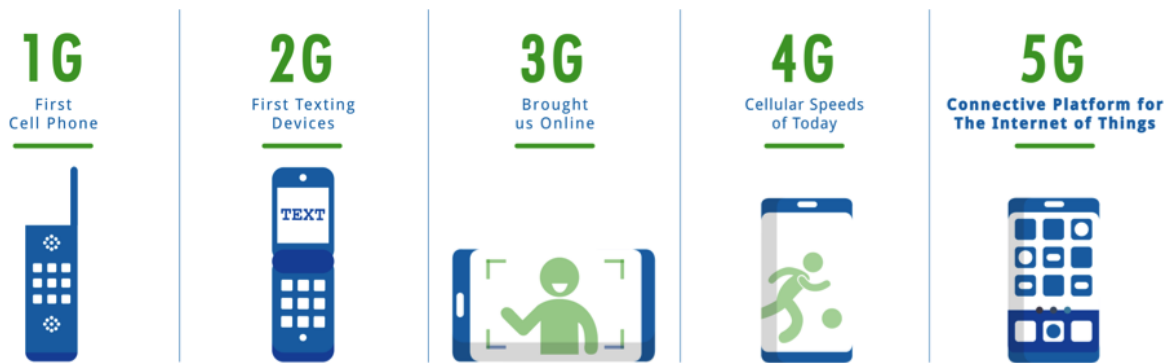 1G
First
Cell Phone
2G
First Texting
Devices
TEXT
3G
Brought
us Online
4G
Cellular Speeds
of Today
5G
Connective Platform for
The Internet of Things